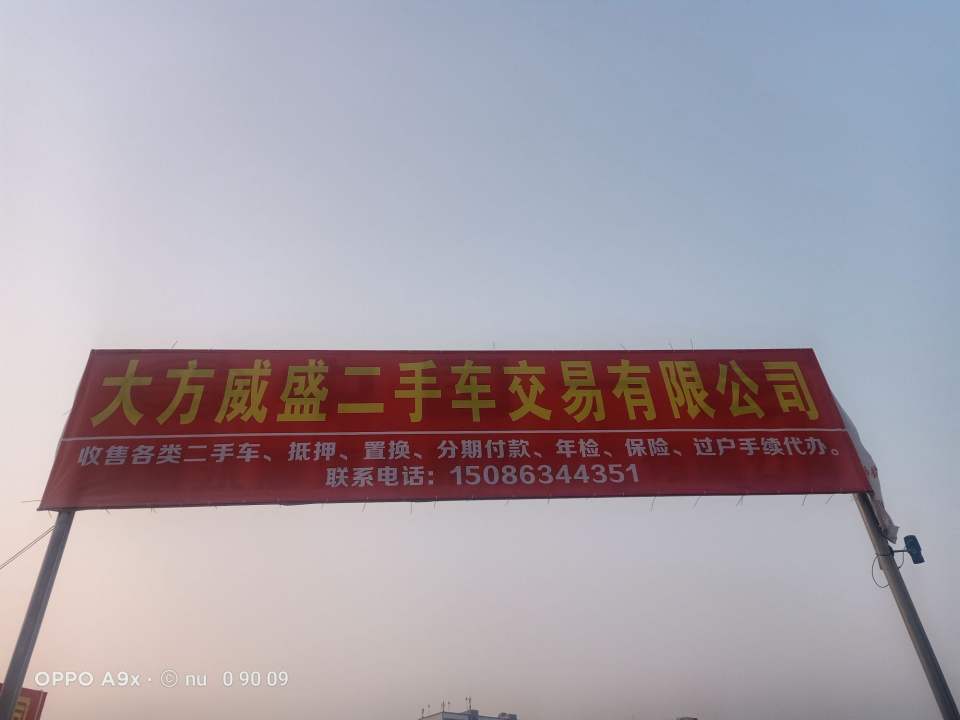 大方威盛二手车交易有限公司
收售各类二手车、抵押、置换、分期付款、年检、保险、过户手续代办。
联系电话：15086344351
OPPO A9x · © nu 0 90 09